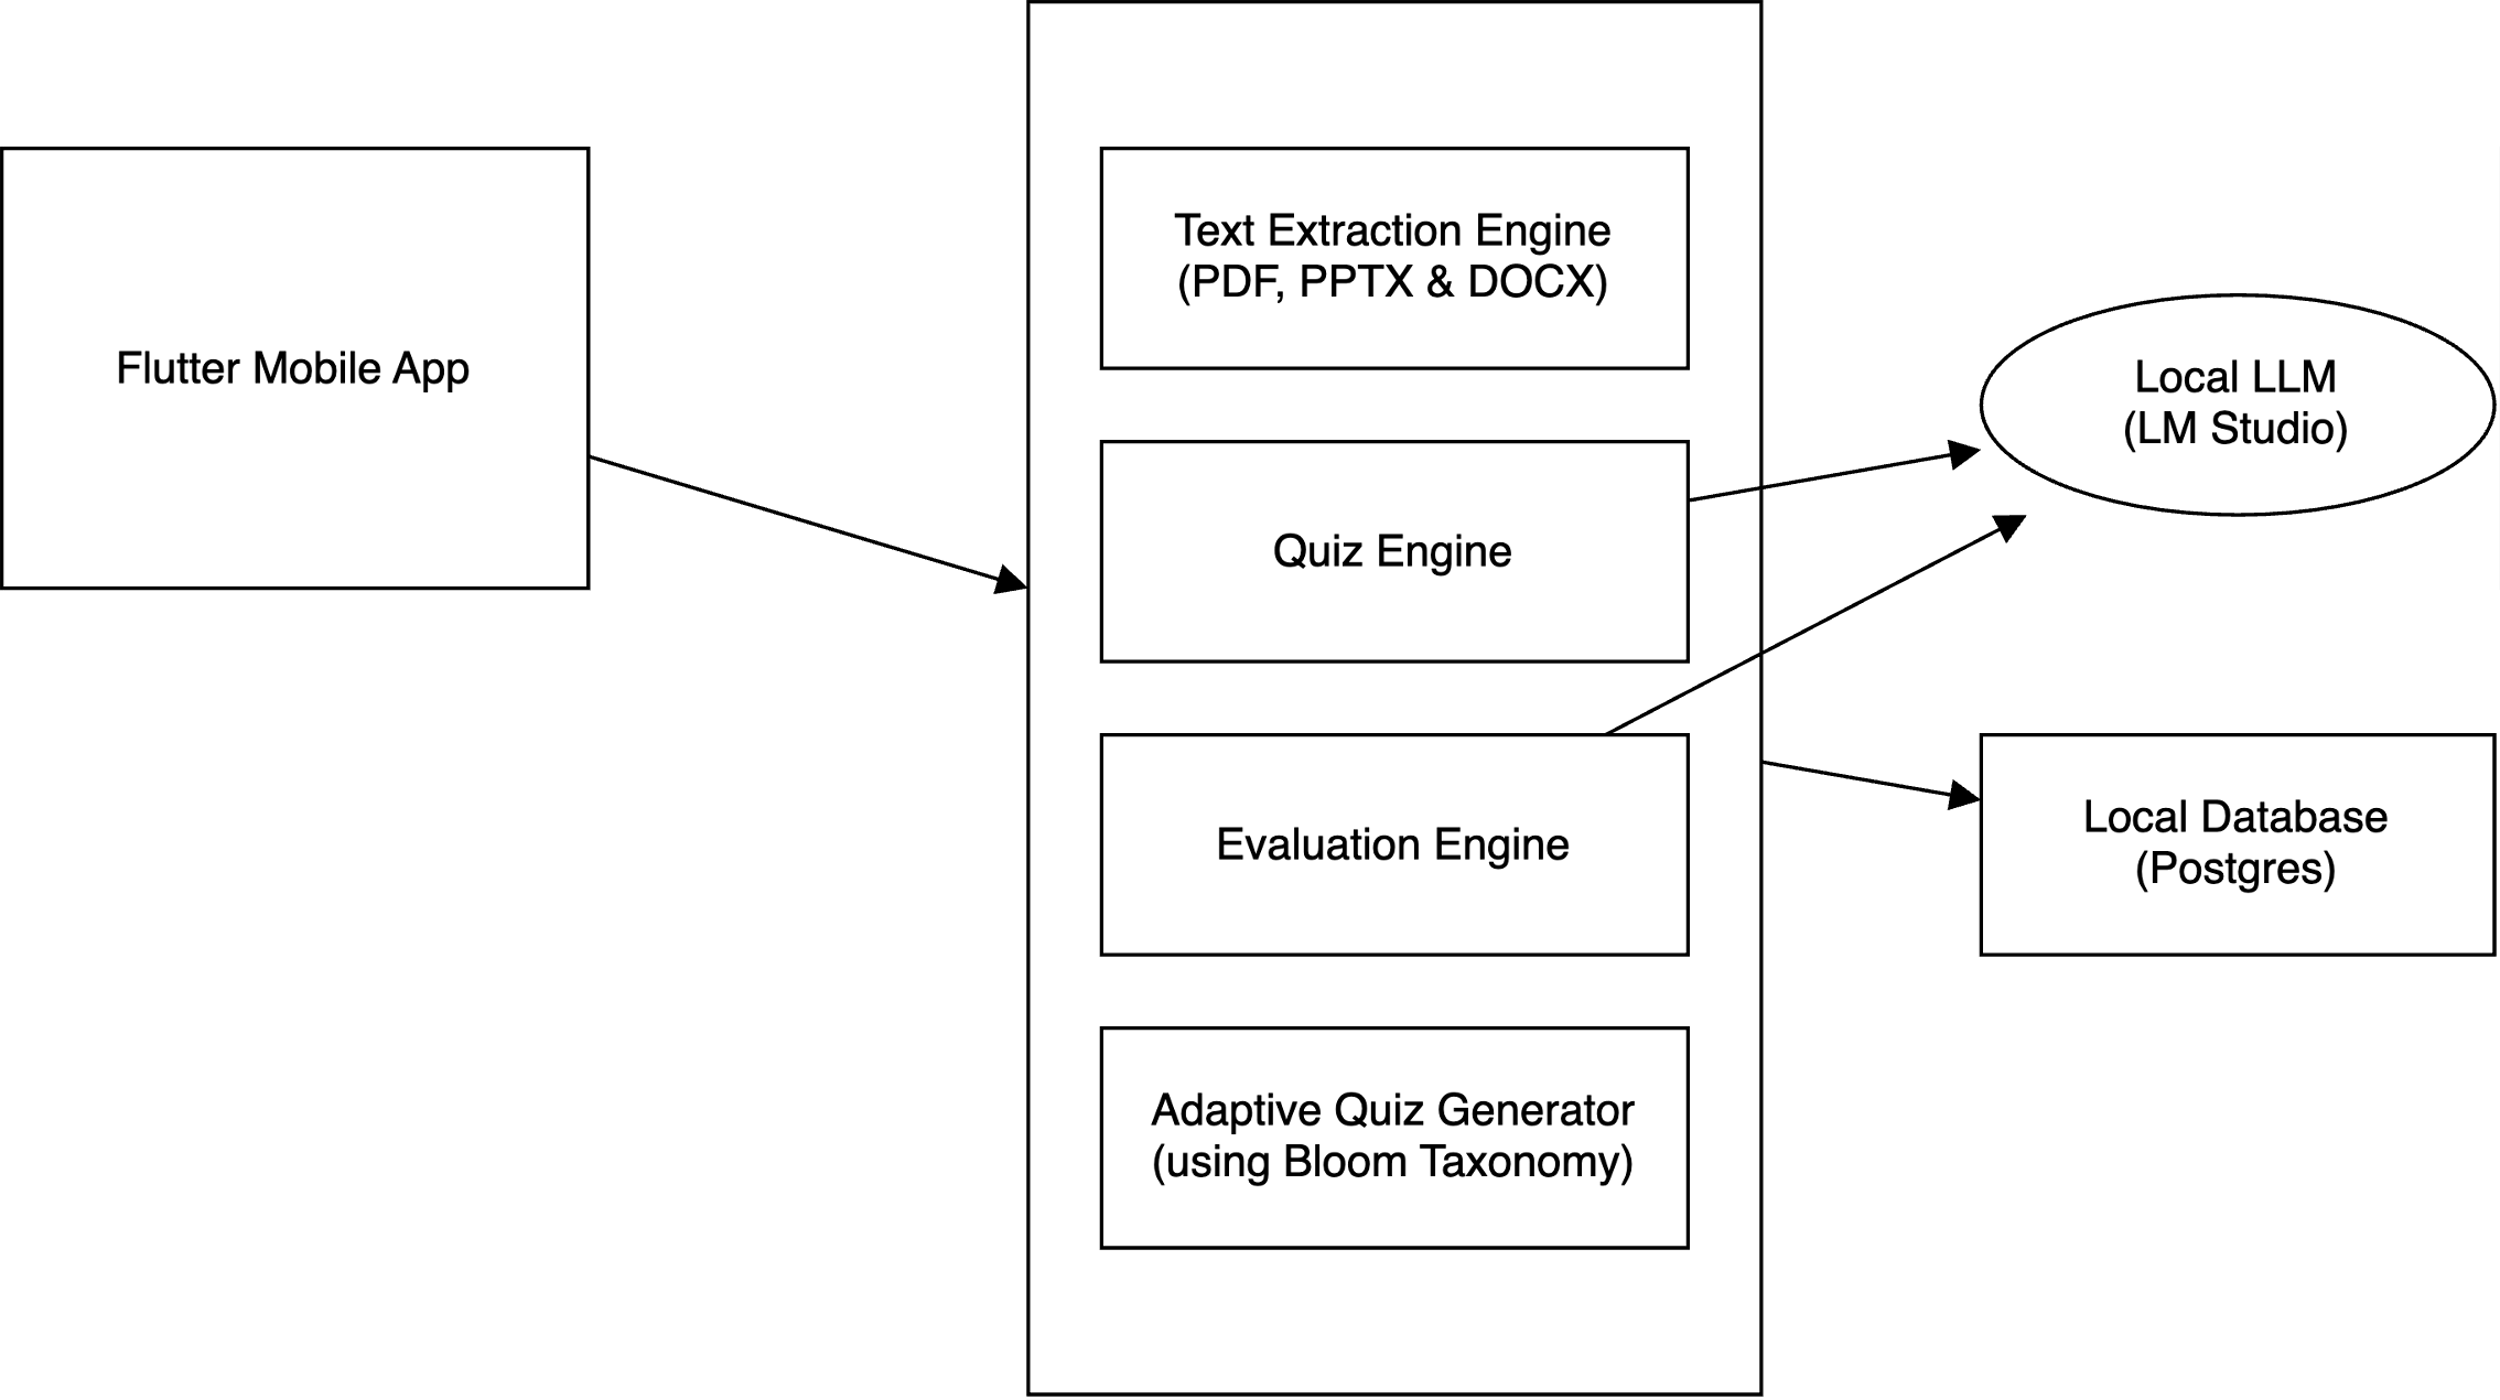 Flutter Mobile App
Text Extraction Engine
(PDF, PPTX & DOCX)
Quiz Engine
Evaluation Engine
Adaptive Quiz Generator
(using Bloom Taxonomy)
Local LLM
(LM Studio)
Local Database
(Postgres)